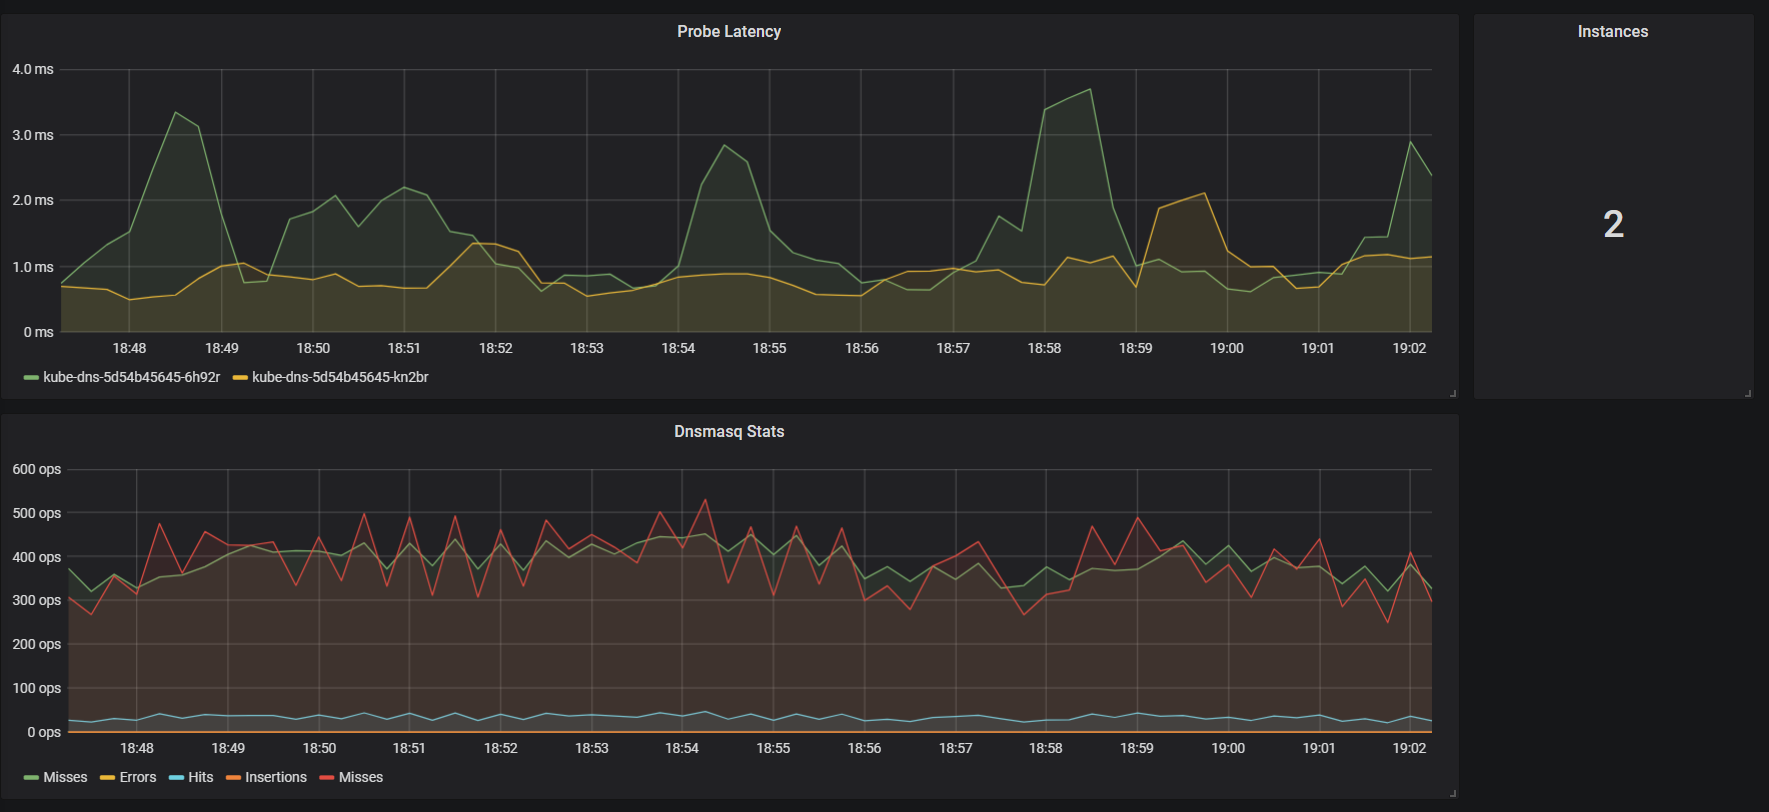 Probe Latency
4.0 ms
3.0 ms
2.0 ms
1.0 ms
0 ms
18:48 18:49 18:50 18:51 18:52 18:53 18:54 18:55 18:56 18:57 18:58 18:59 19:00 19:01 19:02
kube-dns-5d54b45645-6h92r kube-dns-5d54b45645-kn2br
Instances
2
Dnsmasq Stats
600 ops
500 ops
400 ops
300 ops
200 ops
100 ops
0 ops
18:48 18:49 18:50 18:51 18:52 18:53 18:54 18:55 18:56 18:57 18:58 18:59 19:00 19:01 19:02
Misses Errors Hits Insertions Misses